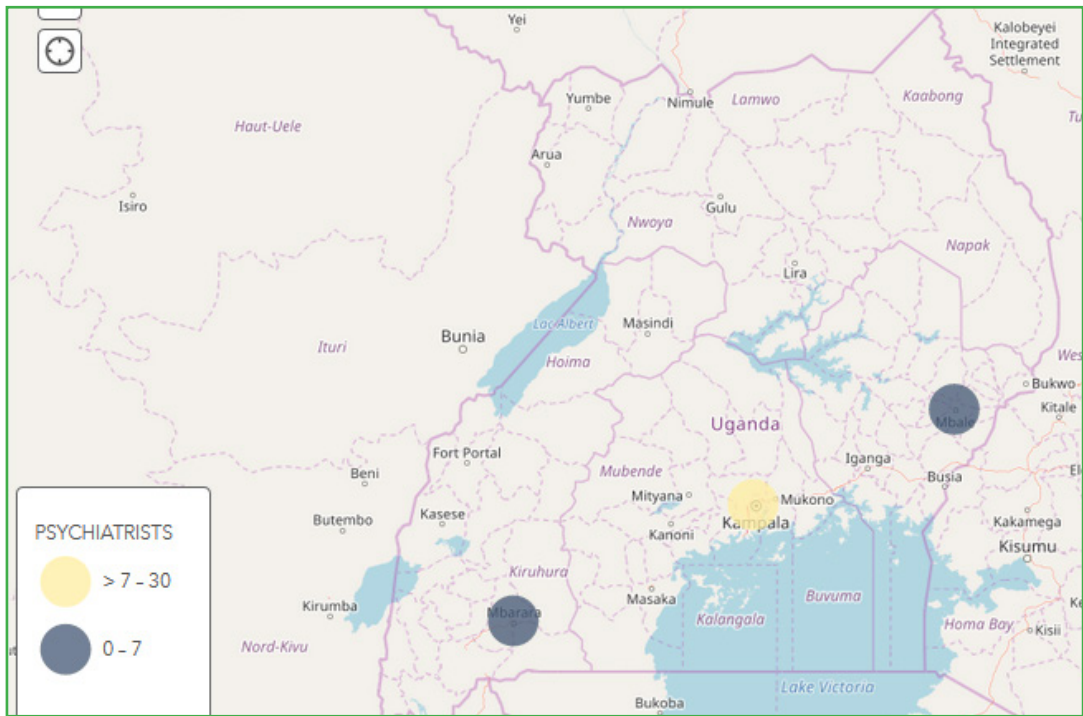 Yei
Kalobeyei
Integrated
Settlement
Yumbe
Nimule
Lamwo
Kaabong
Haut-Uele
Arua
Isiro
Gulu
Nwoya
Napak
Lira
Lac Albert
Masindi
Bunia
Ituri
Hoima
Bukwo
Kitale
Mbale
Uganda
Fort Portal
Iganga
Beni
Mubende
Busia
Mityana
Mukono
Butembo
Kasese
Kampala
Kanoni
Kakamega
Kisumu
Kiruhura
Masaka
Buvuma
Kirumba
Mbarara
Kalangala
Homa Bay
Kisii
Nord-Kivu
Lake Victoria
Bukoba
PSYCHIATRISTS
> 7 - 30
0 - 7